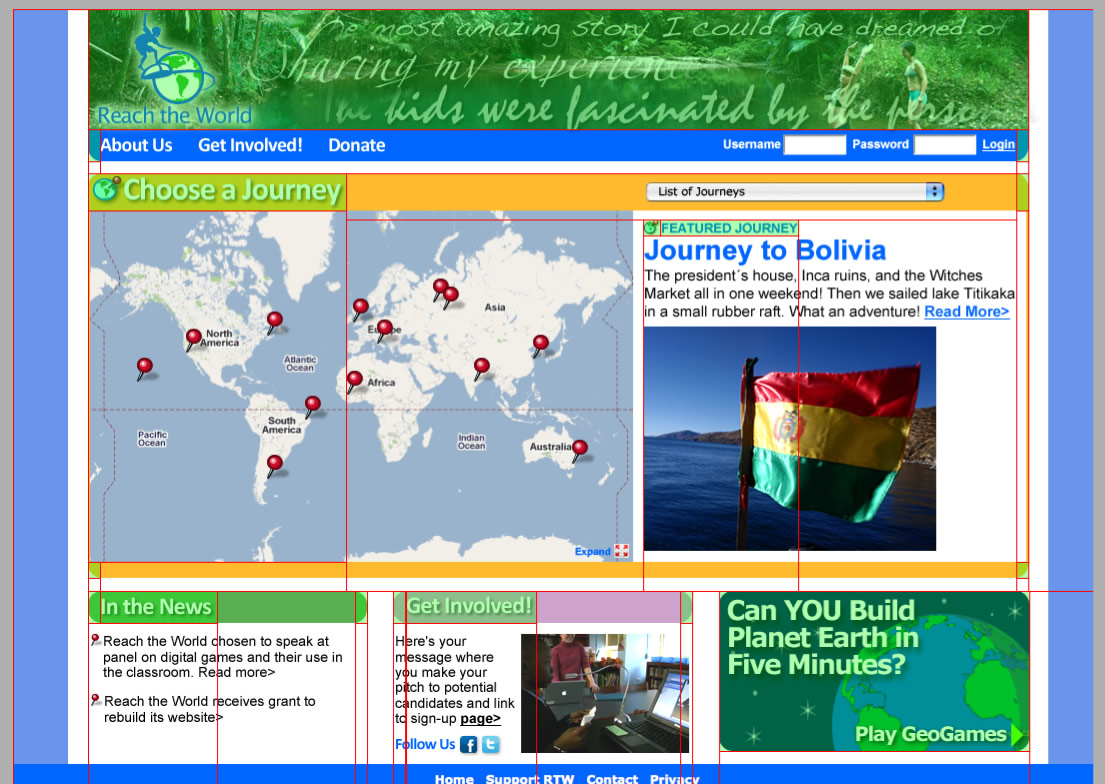 The most amazing story I could have dreamed of
Sharing my experien
The kids were fascinated by the pers
Reach the World
About Us Get Involved! Donate Username Password Login
Choose a Journey List of Journeys
FEATURED JOURNEY
Journey to Bolivia
The president´s house, Inca ruins, and the Witches
Market all in one weekend! Then we sailed lake Titikaka
in a small rubber raft. What an adventure! Read More>
Asia
Europe
North
America
Atlantic
Ocean
Africa
South
America
Pacific
Ocean
Indian
Ocean
Australia
Expand
In the News
Reach the World chosen to speak at
panel on digital games and their use in
the classroom. Read more>
Reach the World receives grant to
rebuild its website>
Get Involved!
Here's your
message where
you make your
pitch to potential
candidates and link
to sign-up page>
Follow Us
Can YOU Build
Planet Earth in
Five Minutes?
Play GeoGames
Home Support RTW Contact Privacy